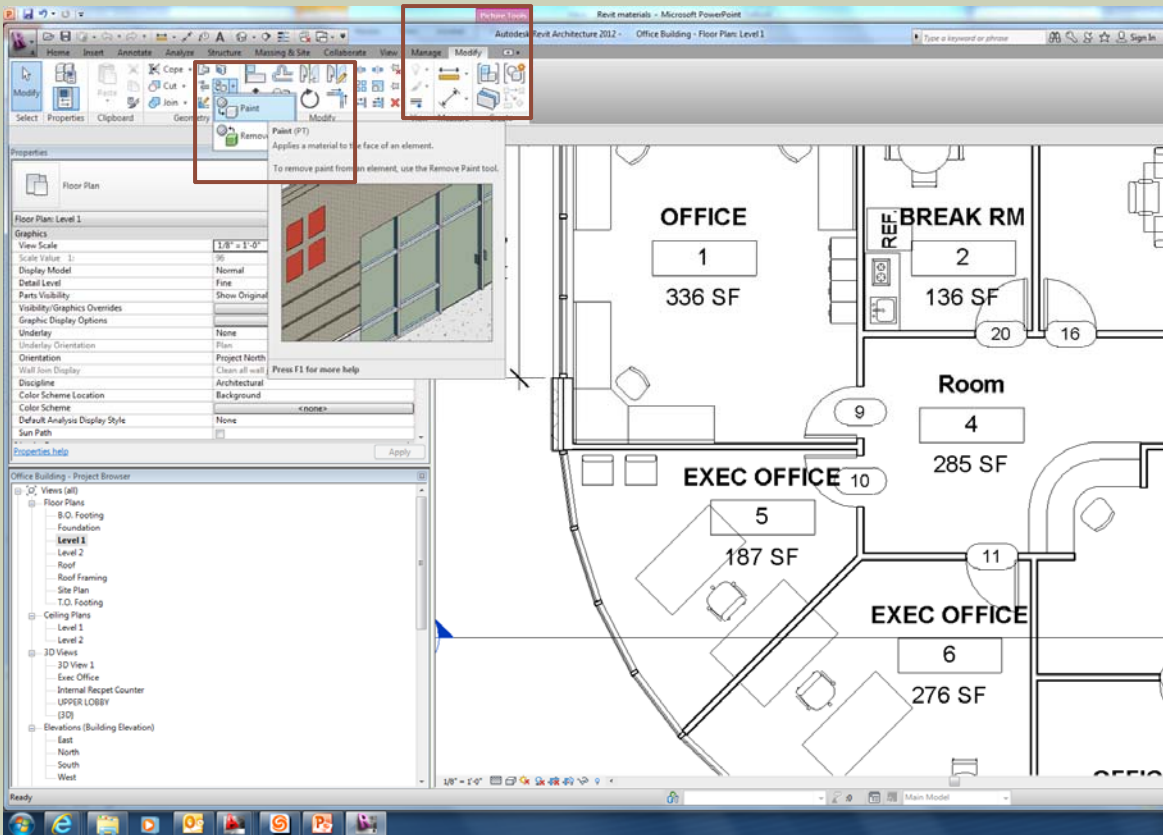 Picture Tools
Revit materials - Microsoft PowerPoint
Autodesk Revit Architecture 2012 - Office Building - Floor Plan: Level 1
Type a keyword or phrase
Sign In
Home Insert Annotate Analyze Structure Massing & Site Collaborate View Manage Modify
Cope
Cut
Join
Modify
Paste
Select Properties Clipboard Geometry Modify View Measure
Paint
Remove
Paint (PT)
Applies a material to the face of an element.
To remove paint from an element, use the Remove Paint tool.
Press F1 for more help
Properties
Floor Plan
Floor Plan: Level 1
Graphics
View Scale 1/8" = 1'-0"
Scale Value 1: 96
Display Model Normal
Detail Level Fine
Parts Visibility Show Original
Visibility/Graphics Overrides
Graphic Display Options
Underlay None
Underlay Orientation Plan
Orientation Project North
Wall Join Display Clean all wall
Discipline Architectural
Color Scheme Location Background
Color Scheme <none>
Default Analysis Display Style None
Sun Path
Properties help Apply
Office Building - Project Browser
Views (all)
Floor Plans
B.O. Footing
Foundation
Level 1
Level 2
Roof
Roof Framing
Site Plan
T.O. Footing
Ceiling Plans
Level 1
Level 2
3D Views
3D View 1
Exec Office
Internal Recpet Counter
UPPER LOBBY
{3D}
Elevations (Building Elevation)
East
North
South
West
OFFICE
1
336 SF
REF.
BREAK RM
2
136 SF
20
16
Room
4
285 SF
9
EXEC OFFICE
10
5
187 SF
11
EXEC OFFICE
6
276 SF
1/8" = 1'-0"
Ready
:0
Main Model